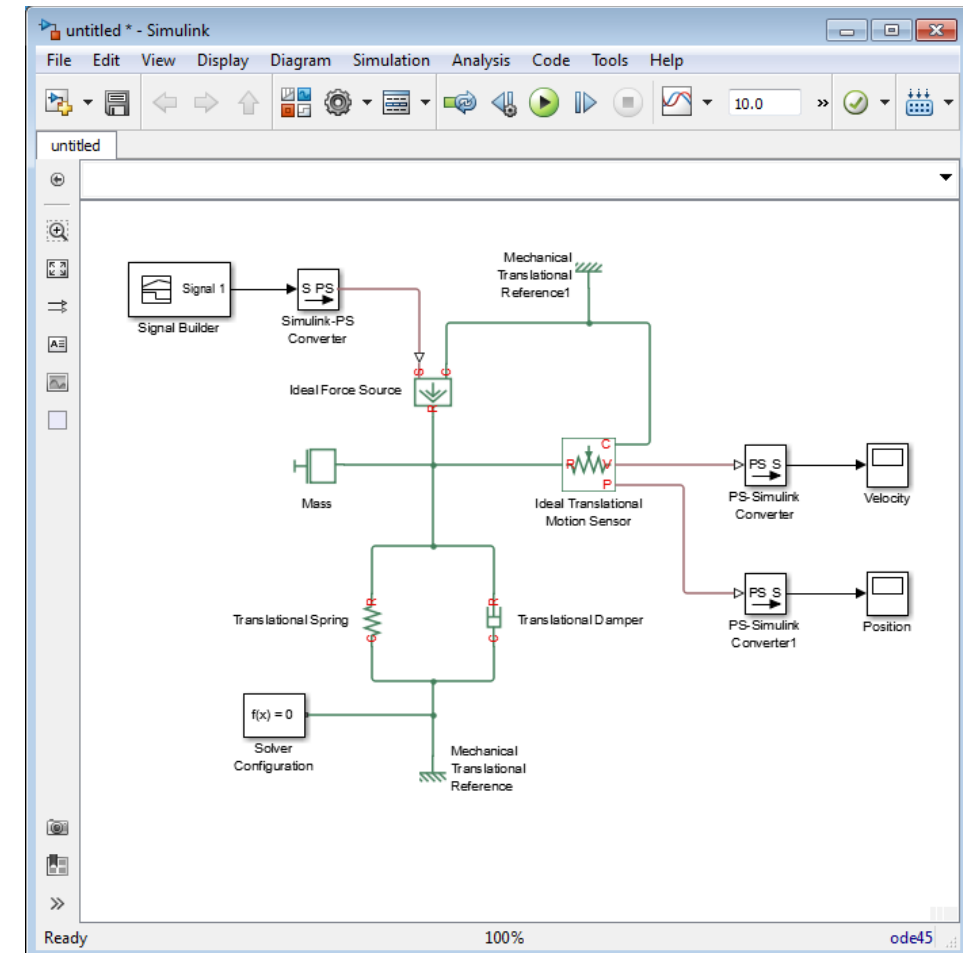 untitled * - Simulink
File Edit View Display Diagram Simulation Analysis Code Tools Help
10.0 »
untitled
Signal 1
Signal Builder
S PS
Simulink-PS
Converter
Mechanical
Translational
Reference1
S C
Ideal Force Source
R
Mass
R C V P
Ideal Translational
Motion Sensor
PS S
PS-Simulink
Converter
Velocity
R
R
Translational Spring
Translational Damper
C
C
PS S
PS-Simulink
Converter1
Position
f(x) = 0
Solver
Configuration
Mechanical
Translational
Reference
A
Ready 100% ode45